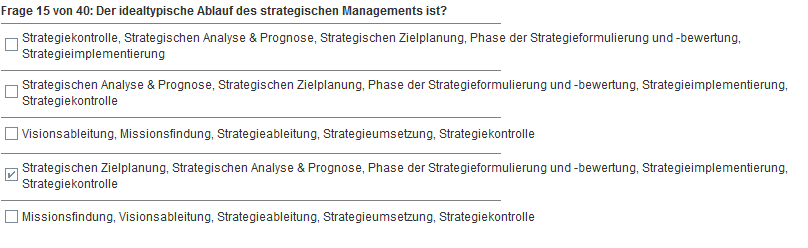 Frage 15 von 40: Der idealtypische Ablauf des strategischen Managements ist?
Strategiekontrolle, Strategischen Analyse & Prognose, Strategischen Zielplanung, Phase der Strategieformulierung und -bewertung,
Strategieimplementierung
Strategischen Analyse & Prognose, Strategischen Zielplanung, Phase der Strategieformulierung und -bewertung, Strategieimplementierung,
Strategiekontrolle
Visionsableitung, Missionsfindung, Strategieableitung, Strategieumsetzung, Strategiekontrolle
Strategischen Zielplanung, Strategischen Analyse & Prognose, Phase der Strategieformulierung und -bewertung, Strategieimplementierung,
Strategiekontrolle
Missionsfindung, Visionsableitung, Strategieableitung, Strategieumsetzung, Strategiekontrolle